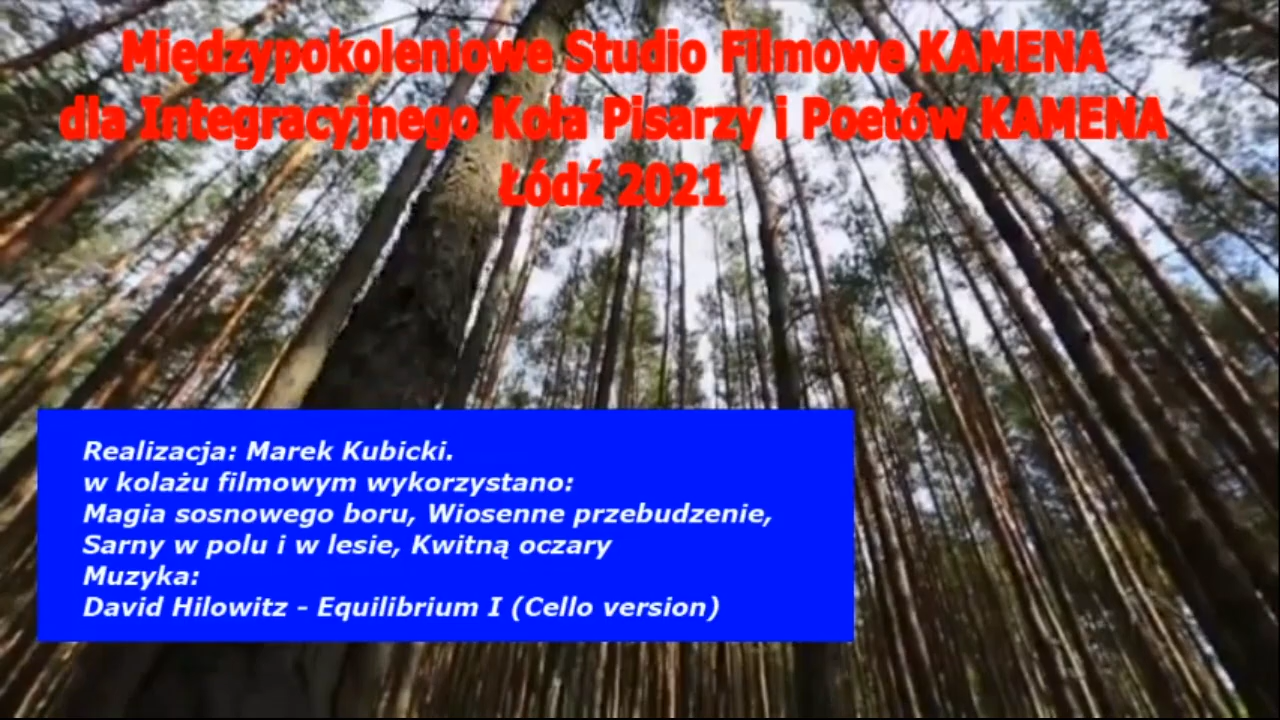 Międzypokoleniowe Studio Filmowe KAMENA
dla Integracyjnego Koła Pisarzy i Poetów KAMENA
Łódź 2021
Realizacja: Marek Kubicki.
w kolażu filmowym wykorzystano:
Magia sosnowego boru, Wiosenne przebudzenie,
Sarny w polu i w lesie, Kwitną oczary
Muzyka:
David Hilowitz - Equilibrium I (Cello version)